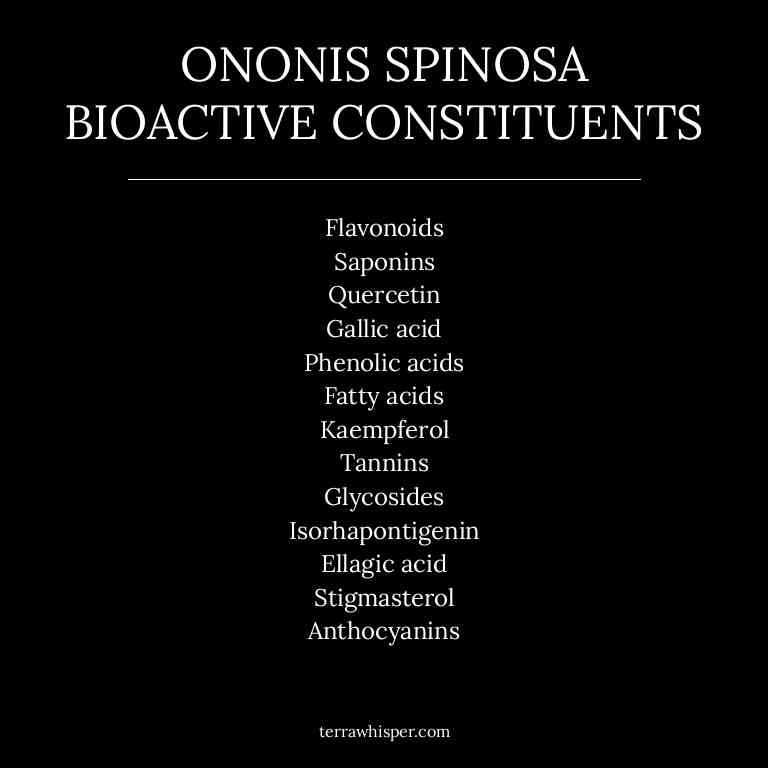 ONONIS SPINOSA
BIOACTIVE CONSTITUENTS
Flavonoids
Saponins
Quercetin
Gallic acid
Phenolic acids
Fatty acids
Kaempferol
Tannins
Glycosides
Isorhapontigenin
Ellagic acid
Stigmasterol
Anthocyanins
terrawhisper.com